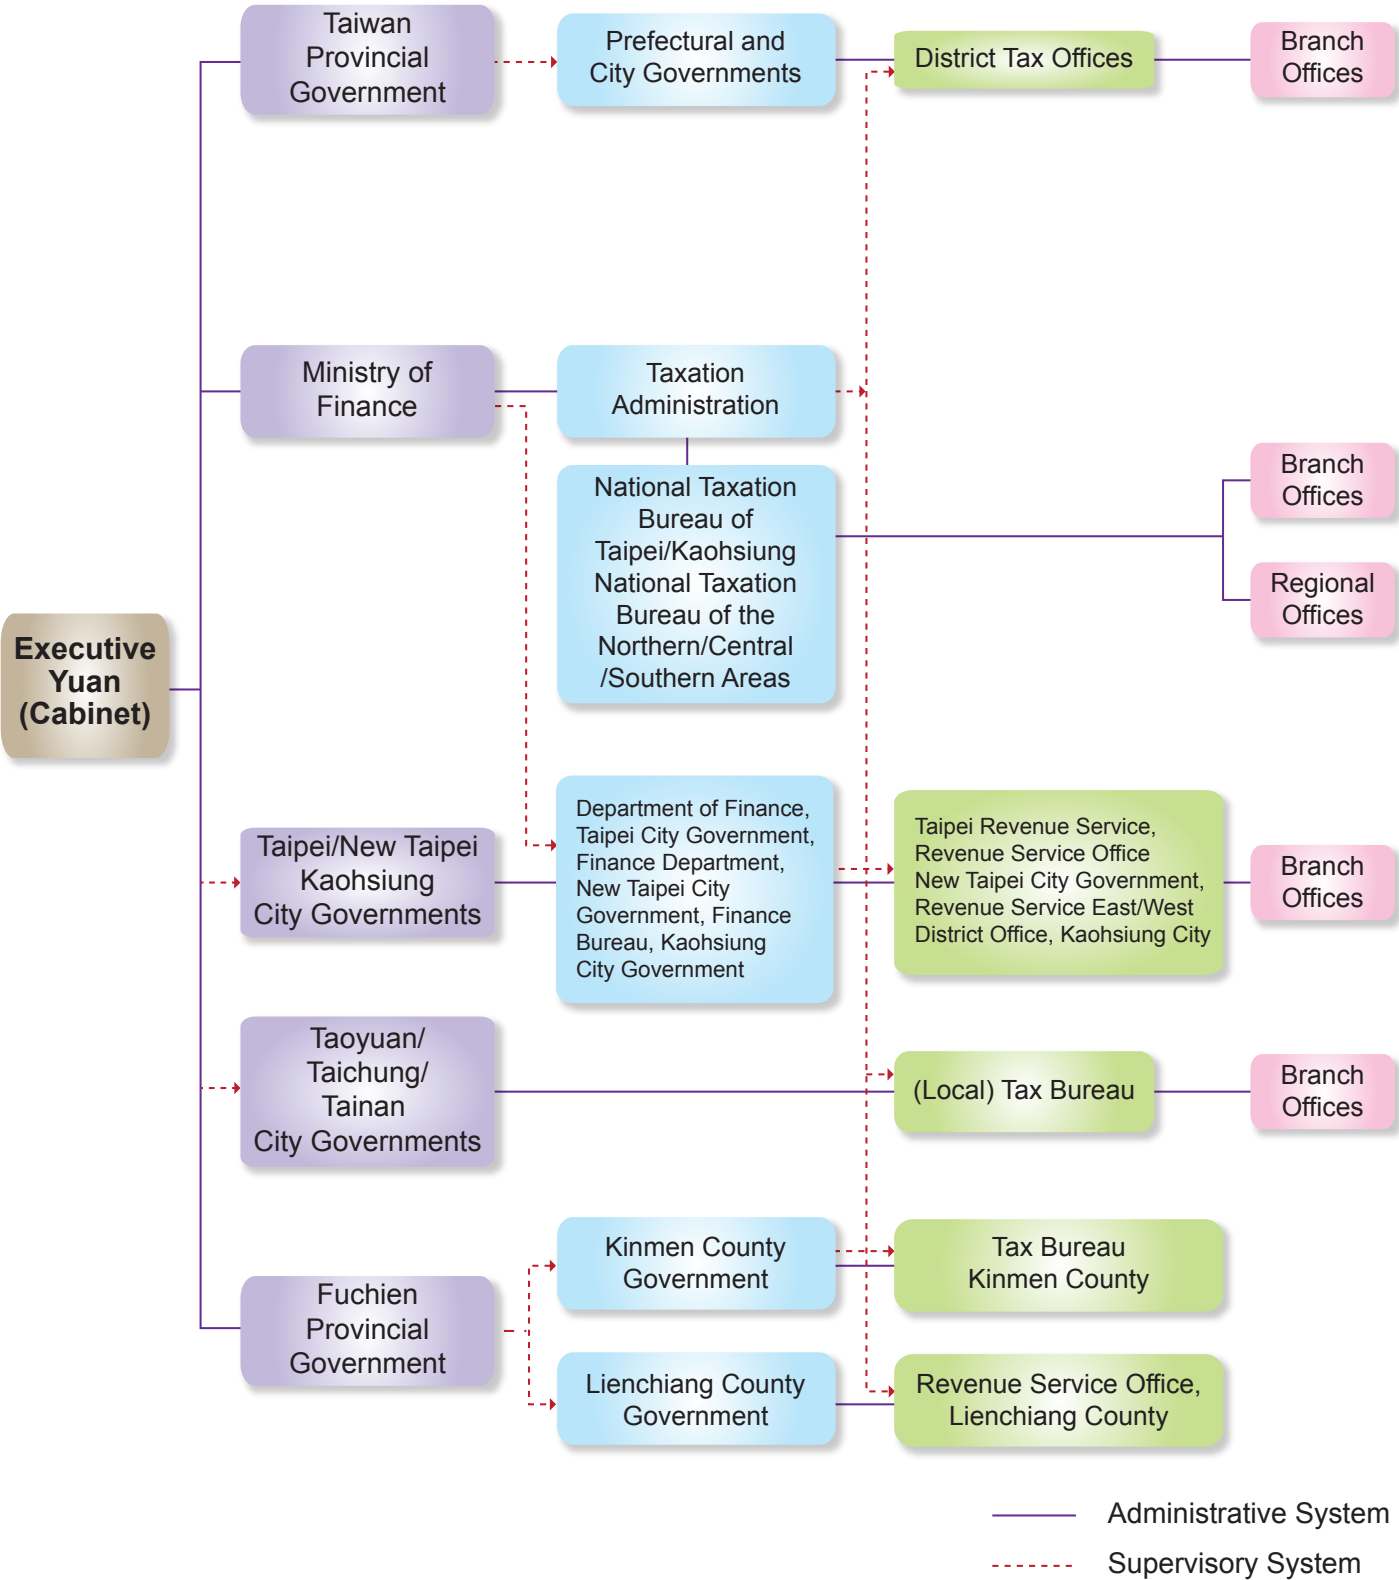 Taiwan
Provincial
Government
Prefectural and
City Governments
District Tax Offices
Branch
Offices
Ministry of
Finance
Taxation
Administration
National Taxation
Bureau of
Taipei/Kaohsiung
National Taxation
Bureau of the
Northern/Central
/Southern Areas
Branch
Offices
Regional
Offices
Executive
Yuan
(Cabinet)
Taipei/New Taipei
Kaohsiung
City Governments
Department of Finance,
Taipei City Government,
Finance Department,
New Taipei City
Government, Finance
Bureau, Kaohsiung
City Government
Taipei Revenue Service,
Revenue Service Office
New Taipei City Government,
Revenue Service East/West
District Office, Kaohsiung City
Branch
Offices
Taoyuan/
Taichung/
Tainan
City Governments
(Local) Tax Bureau
Branch
Offices
Fuchien
Provincial
Government
Kinmen County
Government
Tax Bureau
Kinmen County
Lienchiang County
Government
Revenue Service Office,
Lienchiang County
Administrative System
Supervisory System